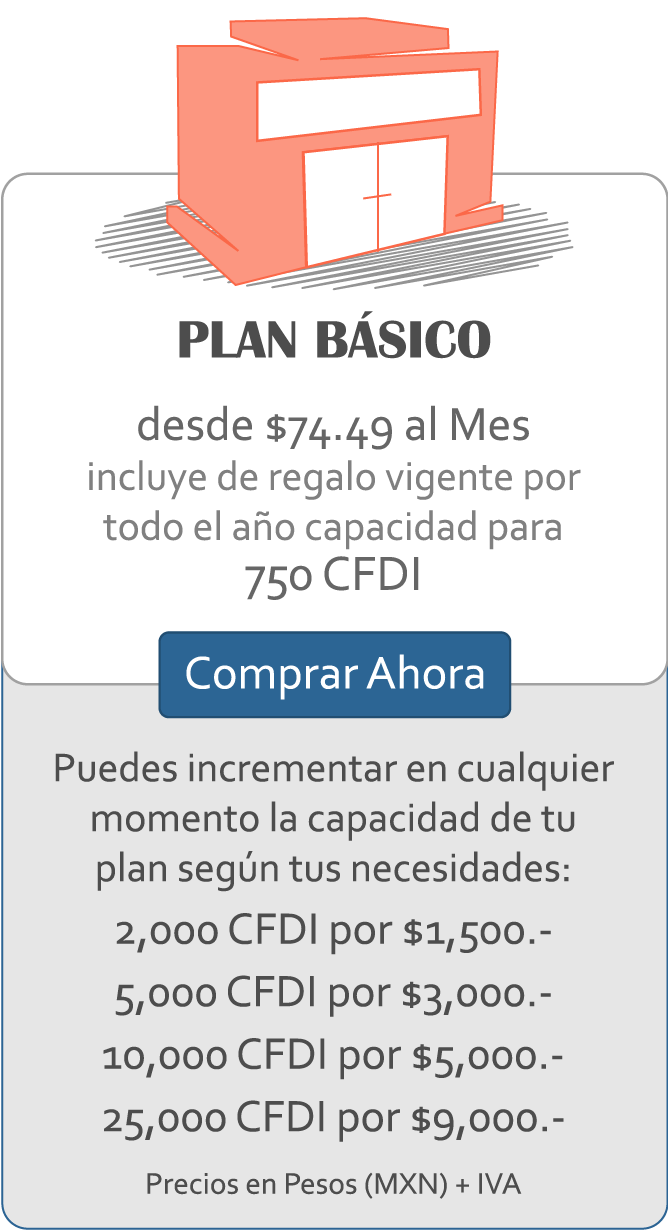 PLAN BÁSICO
desde $74.49 al Mes
incluye de regalo vigente por
todo el año capacidad para
750 CFDI
Comprar Ahora
Puedes incrementar en cualquier
momento la capacidad de tu
plan según tus necesidades:
2,000 CFDI por $1,500.-
5,000 CFDI por $3,000.-
10,000 CFDI por $5,000.-
25,000 CFDI por $9,000.-
Precios en Pesos (MXN) + IVA